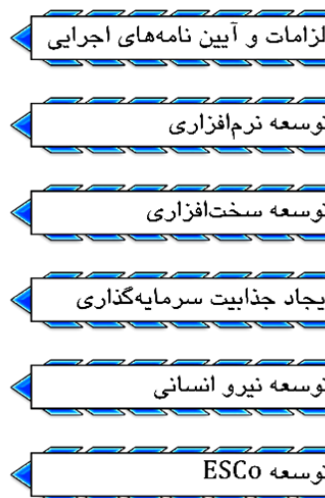 لزامات و آیین نامه‌های اجرایی
توسعه نرم‌افزاری
توسعه سخت‌افزاری
یجاد جذابیت سرمایه‌گذاری
توسعه نیرو انسانی
توسعه ESCo